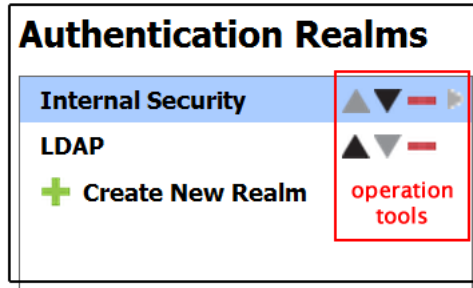 Authentication Realms
Internal Security
LDAP
Create New Realm
operation
tools